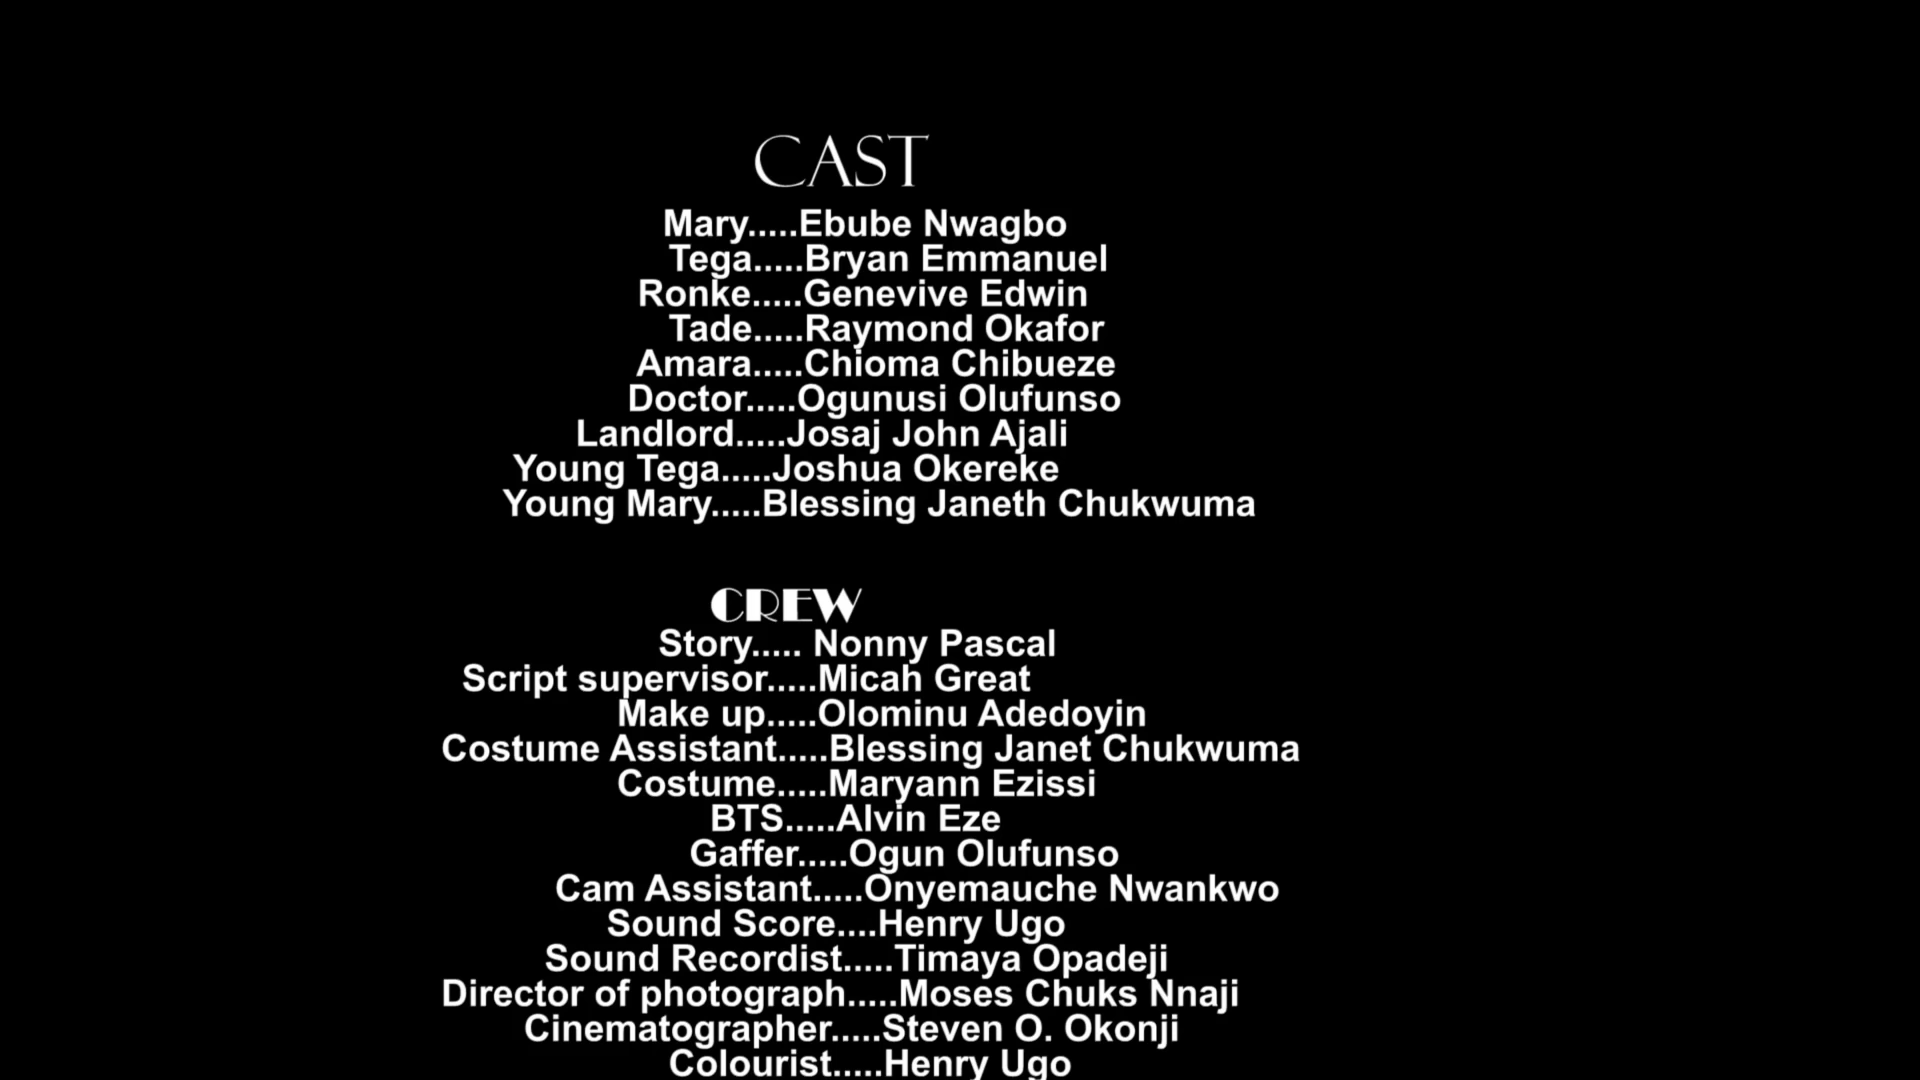 CAST
Mary.....Ebube Nwagbo
Tega.....Bryan Emmanuel
Ronke.....Genevive Edwin
Tade.....Raymond Okafor
Amara.....Chioma Chibueze
Doctor.....Ogunusi Olufunso
Landlord.....Josaj John Ajali
Young Tega.....Joshua Okereke
Young Mary.....Blessing Janeth Chukwuma
CREW
Story..... Nonny Pascal
Script supervisor.....Micah Great
Make up.....Olominu Adedoyin
Costume Assistant.....Blessing Janet Chukwuma
Costume.....Maryann Ezissi
BTS.....Alvin Eze
Gaffer.....Ogun Olufunso
Cam Assistant.....Onyemauche Nwankwo
Sound Score....Henry Ugo
Sound Recordist.....Timaya Opadeji
Director of photograph.....Moses Chuks Nnaji
Cinematographer.....Steven O. Okonji
Colourist.....Henry Ugo